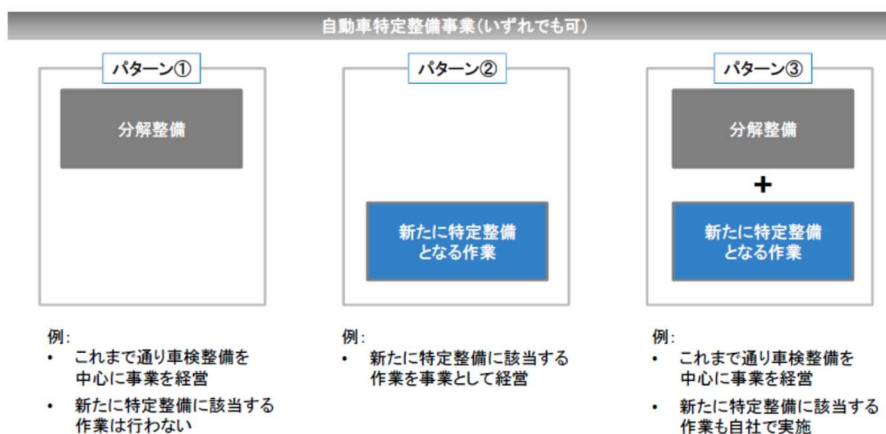 自動車特定整備事業(いずれでも可)
パターン①
分解整備
例:
• これまで通り車検整備を
中心に事業を経営
• 新たに特定整備に該当する
作業は行わない
パターン②
新たに特定整備
となる作業
例:
• 新たに特定整備に該当する
作業を事業として経営
パターン③
分解整備
+
新たに特定整備
となる作業
例:
• これまで通り車検整備を
中心に事業を経営
• 新たに特定整備に該当する
作業も自社で実施